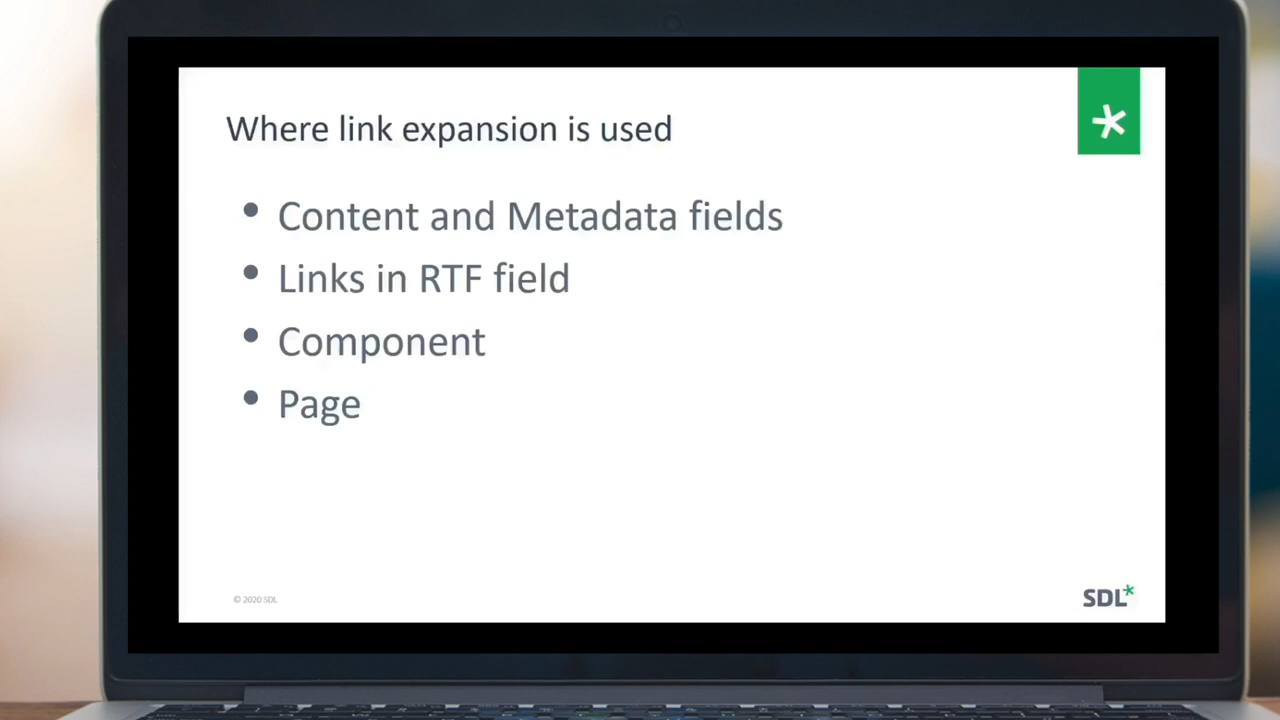 Where link expansion is used
• Content and Metadata fields
• Links in RTF field
• Component
• Page
© 2020 SDL
SDL*